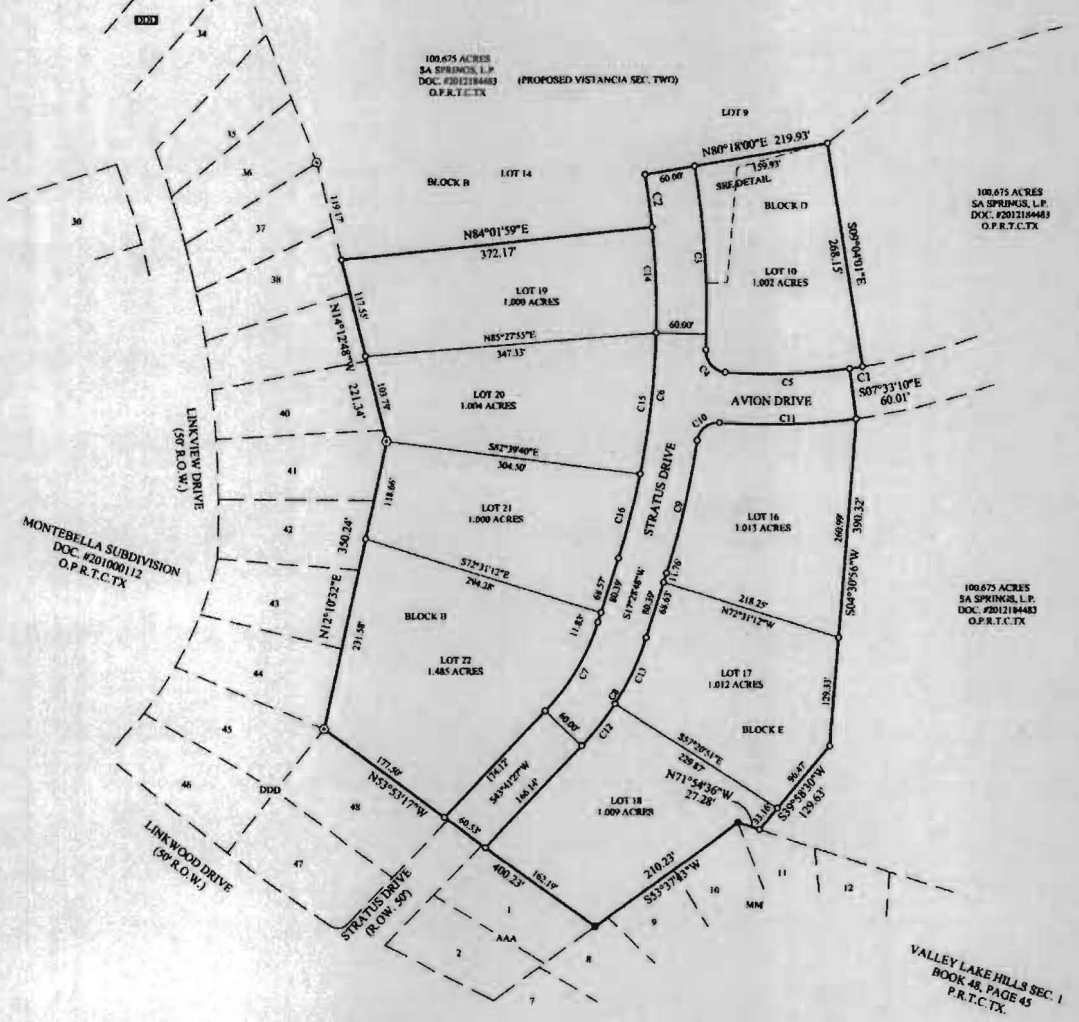 DDD
34
100.675 ACRES
SA SPRINGS, L.P.
DOC. #2012184483
O.P.R.T.C.TX
(PROPOSED VISTANCIA SEC. TWO)
LOT 9
N80°18'00"E 219.93'
159.93'
60.00'
SEE DETAIL
35
36
37
38
30
119.17'
BLOCK B
LOT 14
C2
C3
BLOCK D
LOT 10
1.002 ACRES
S09°04'01"E
268.15'
100.675 ACRES
SA SPRINGS, L.P.
DOC. #2012184483
O.P.R.T.C.TX
N84°01'59"E
372.17'
C14
LOT 19
1.000 ACRES
117.55'
N14°12'48"W
221.34'
N85°27'55"E
347.33'
60.00'
C4
C5
C1
S07°33'10"E
60.01'
AVION DRIVE
C10
C11
LOT 20
1.004 ACRES
103.79'
C15
C6
40
41
42
43
44
45
46
47
48
LINKVIEW DRIVE
(50' R.O.W.)
S82°39'40"E
304.50'
STRATUS DRIVE
C9
LOT 16
1.013 ACRES
260.99'
390.32'
S04°30'56"W
118.66'
LOT 21
1.000 ACRES
C16
MONTEBELLA SUBDIVISION
DOC. #201000112
O.P.R.T.C.TX
350.24'
N12°10'32"E
S72°31'12"E
294.28'
68.57'
80.39'
S17°28'48"W
80.39'
68.63'
11.76'
218.25'
N72°31'12"W
100.675 ACRES
SA SPRINGS, L.P.
DOC. #2012184483
O.P.R.T.C.TX
BLOCK B
231.58'
LOT 22
1.485 ACRES
11.83'
C7
C13
C8
LOT 17
1.012 ACRES
129.33'
BLOCK E
60.00'
C12
S57°20'51"E
229.87'
N71°54'36"W
27.28'
96.47'
S39°58'30"W
129.63'
33.16'
177.50'
N53°53'17"W
174.12'
S43°41'27"W
166.14'
LOT 18
1.009 ACRES
DDD
60.53'
400.23'
162.19'
210.23'
S53°37'43"W
LINKWOOD DRIVE
(50' R.O.W.)
STRATUS DRIVE
(R.O.W. 50')
1
AAA
2
7
8
9
10
11
MM
12
VALLEY LAKE HILLS SEC. 1
BOOK 48, PAGE 45
P.R.T.C.TX.